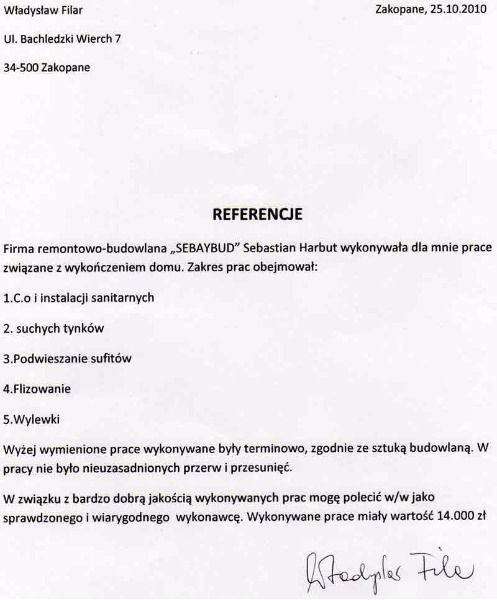 Władysław Filar
Zakopane, 25.10.2010
Ul. Bachledzki Wierch 7
34-500 Zakopane
REFERENCJE
Firma remontowo-budowlana „SEBAYBUD” Sebastian Harbut wykonywała dla mnie prace
związane z wykończeniem domu. Zakres prac obejmował:
1.C.o i instalacji sanitarnych
2. suchych tynków
3.Podwieszanie sufitów
4.Flizowanie
5.Wylewki
Wyżej wymienione prace wykonywane były terminowo, zgodnie ze sztuką budowlaną. W
pracy nie było nieuzasadnionych przerw i przesunięć.
W związku z bardzo dobrą jakością wykonywanych prac mogę polecić w/w jako
sprawdzonego i wiarygodnego wykonawcę. Wykonywane prace miały wartość 14.000 zł
Władysław Filar